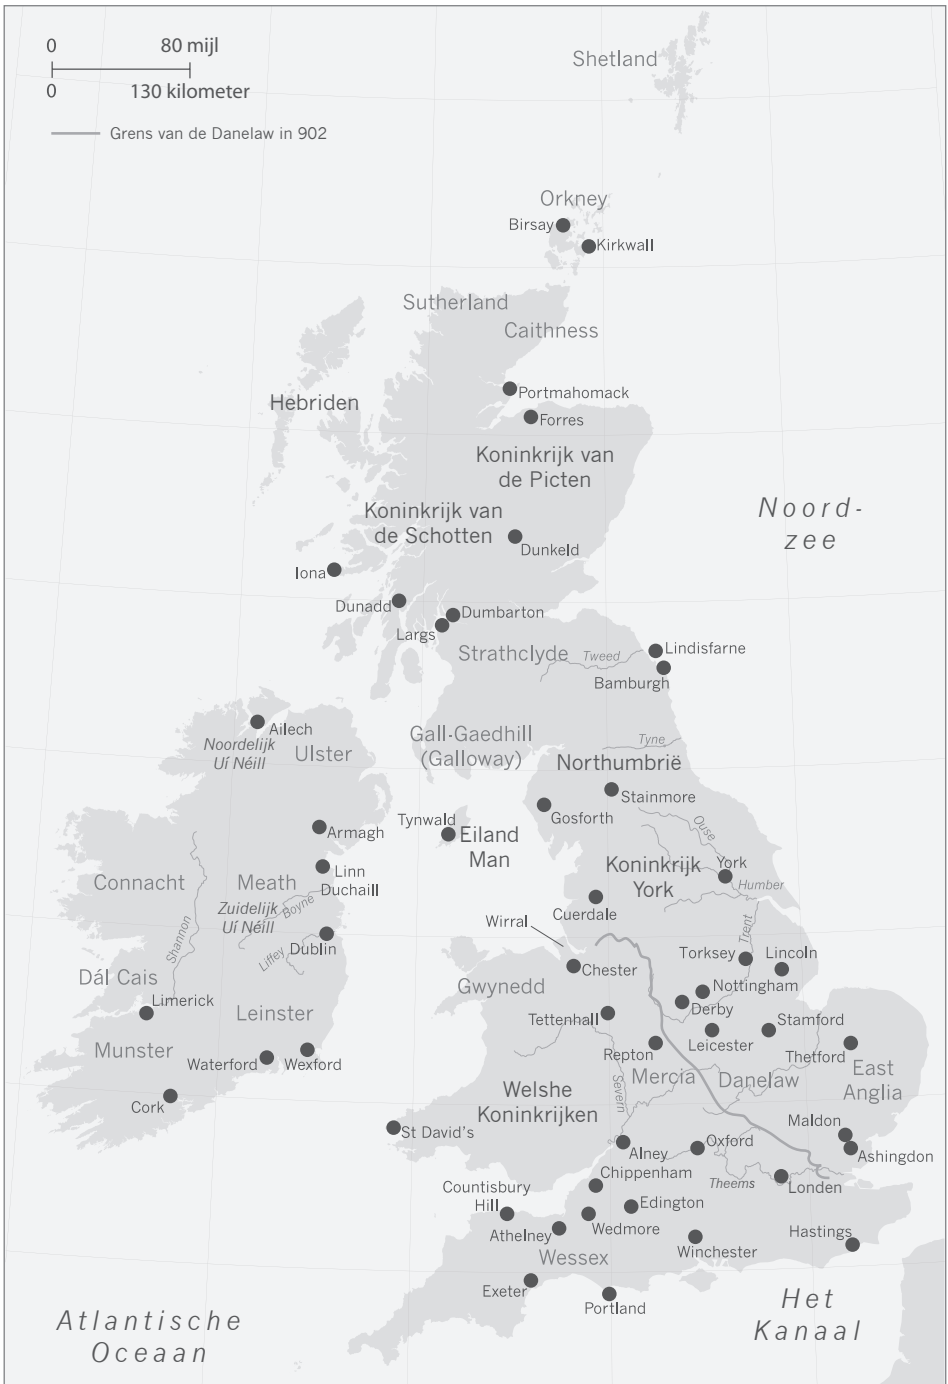 0 80 mijl
0 130 kilometer
Grens van de Danelaw in 902
Shetland
Orkney
Birsay
Kirkwall
Sutherland
Caithness
Hebriden
Portmahomack
Forres
Koninkrijk van
de Picten
Koninkrijk van
de Schotten
Noord-
zee
Dunkeld
Iona
Dunadd
Dumbarton
Largs
Strathclyde
Tweed
Lindisfarne
Bamburgh
Ailech
Noordelijk
Uí Néill
Ulster
Gall-Gaedhill
(Galloway)
Tyne
Northumbrië
Stainmore
Gosforth
Tynwald
Eiland
Man
Armagh
Ouse
Linn
Duchaill
Connacht
Meath
Koninkrijk
York
York
Humber
Zuidelijk
Uí Néill
Boyne
Shannon
Cuerdale
Wirral
Trent
Dublin
Liffey
Torksey
Lincoln
Chester
Dál Cais
Gwynedd
Nottingham
Derby
Limerick
Leinster
Tettenhall
Stamford
Leicester
Thetford
Munster
Waterford
Wexford
Repton
Mercia
Danelaw
East
Anglia
Severn
Welshe
Koninkrijken
Cork
Maldon
St David's
Alney
Oxford
Ashingdon
Chippenham
Theems
Londen
Countisbury
Hill
Edington
Athelney
Wedmore
Winchester
Hastings
Wessex
Exeter
Portland
Atlantische
Oceaan
Het
Kanaal